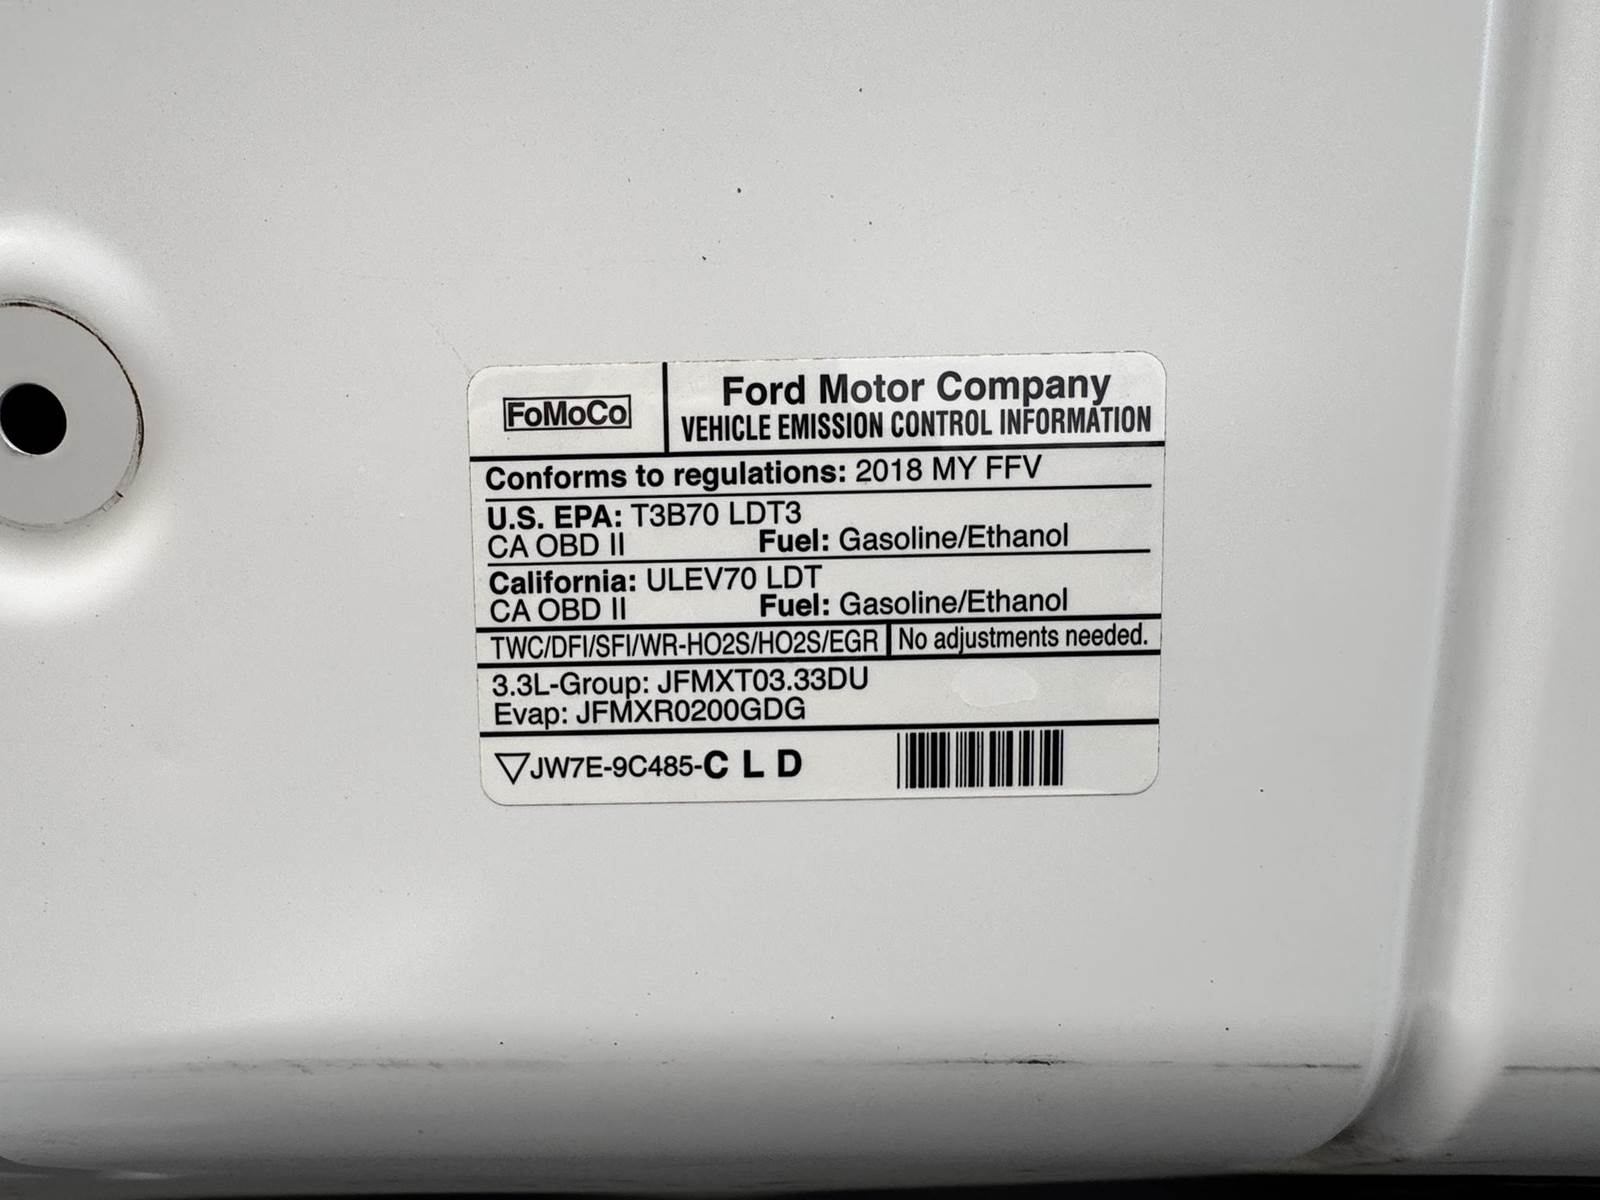 FoMoCo
Ford Motor Company
VEHICLE EMISSION CONTROL INFORMATION
Conforms to regulations: 2018 MY FFV
U.S. EPA: T3B70 LDT3
CA OBD II Fuel: Gasoline/Ethanol
California: ULEV70 LDT
CA OBD II Fuel: Gasoline/Ethanol
TWC/DFI/SFI/WR-HO2S/HO2S/EGR No adjustments needed.
3.3L-Group: JFMXT03.33DU
Evap: JFMXR0200GDG
JW7E-9C485-C L D